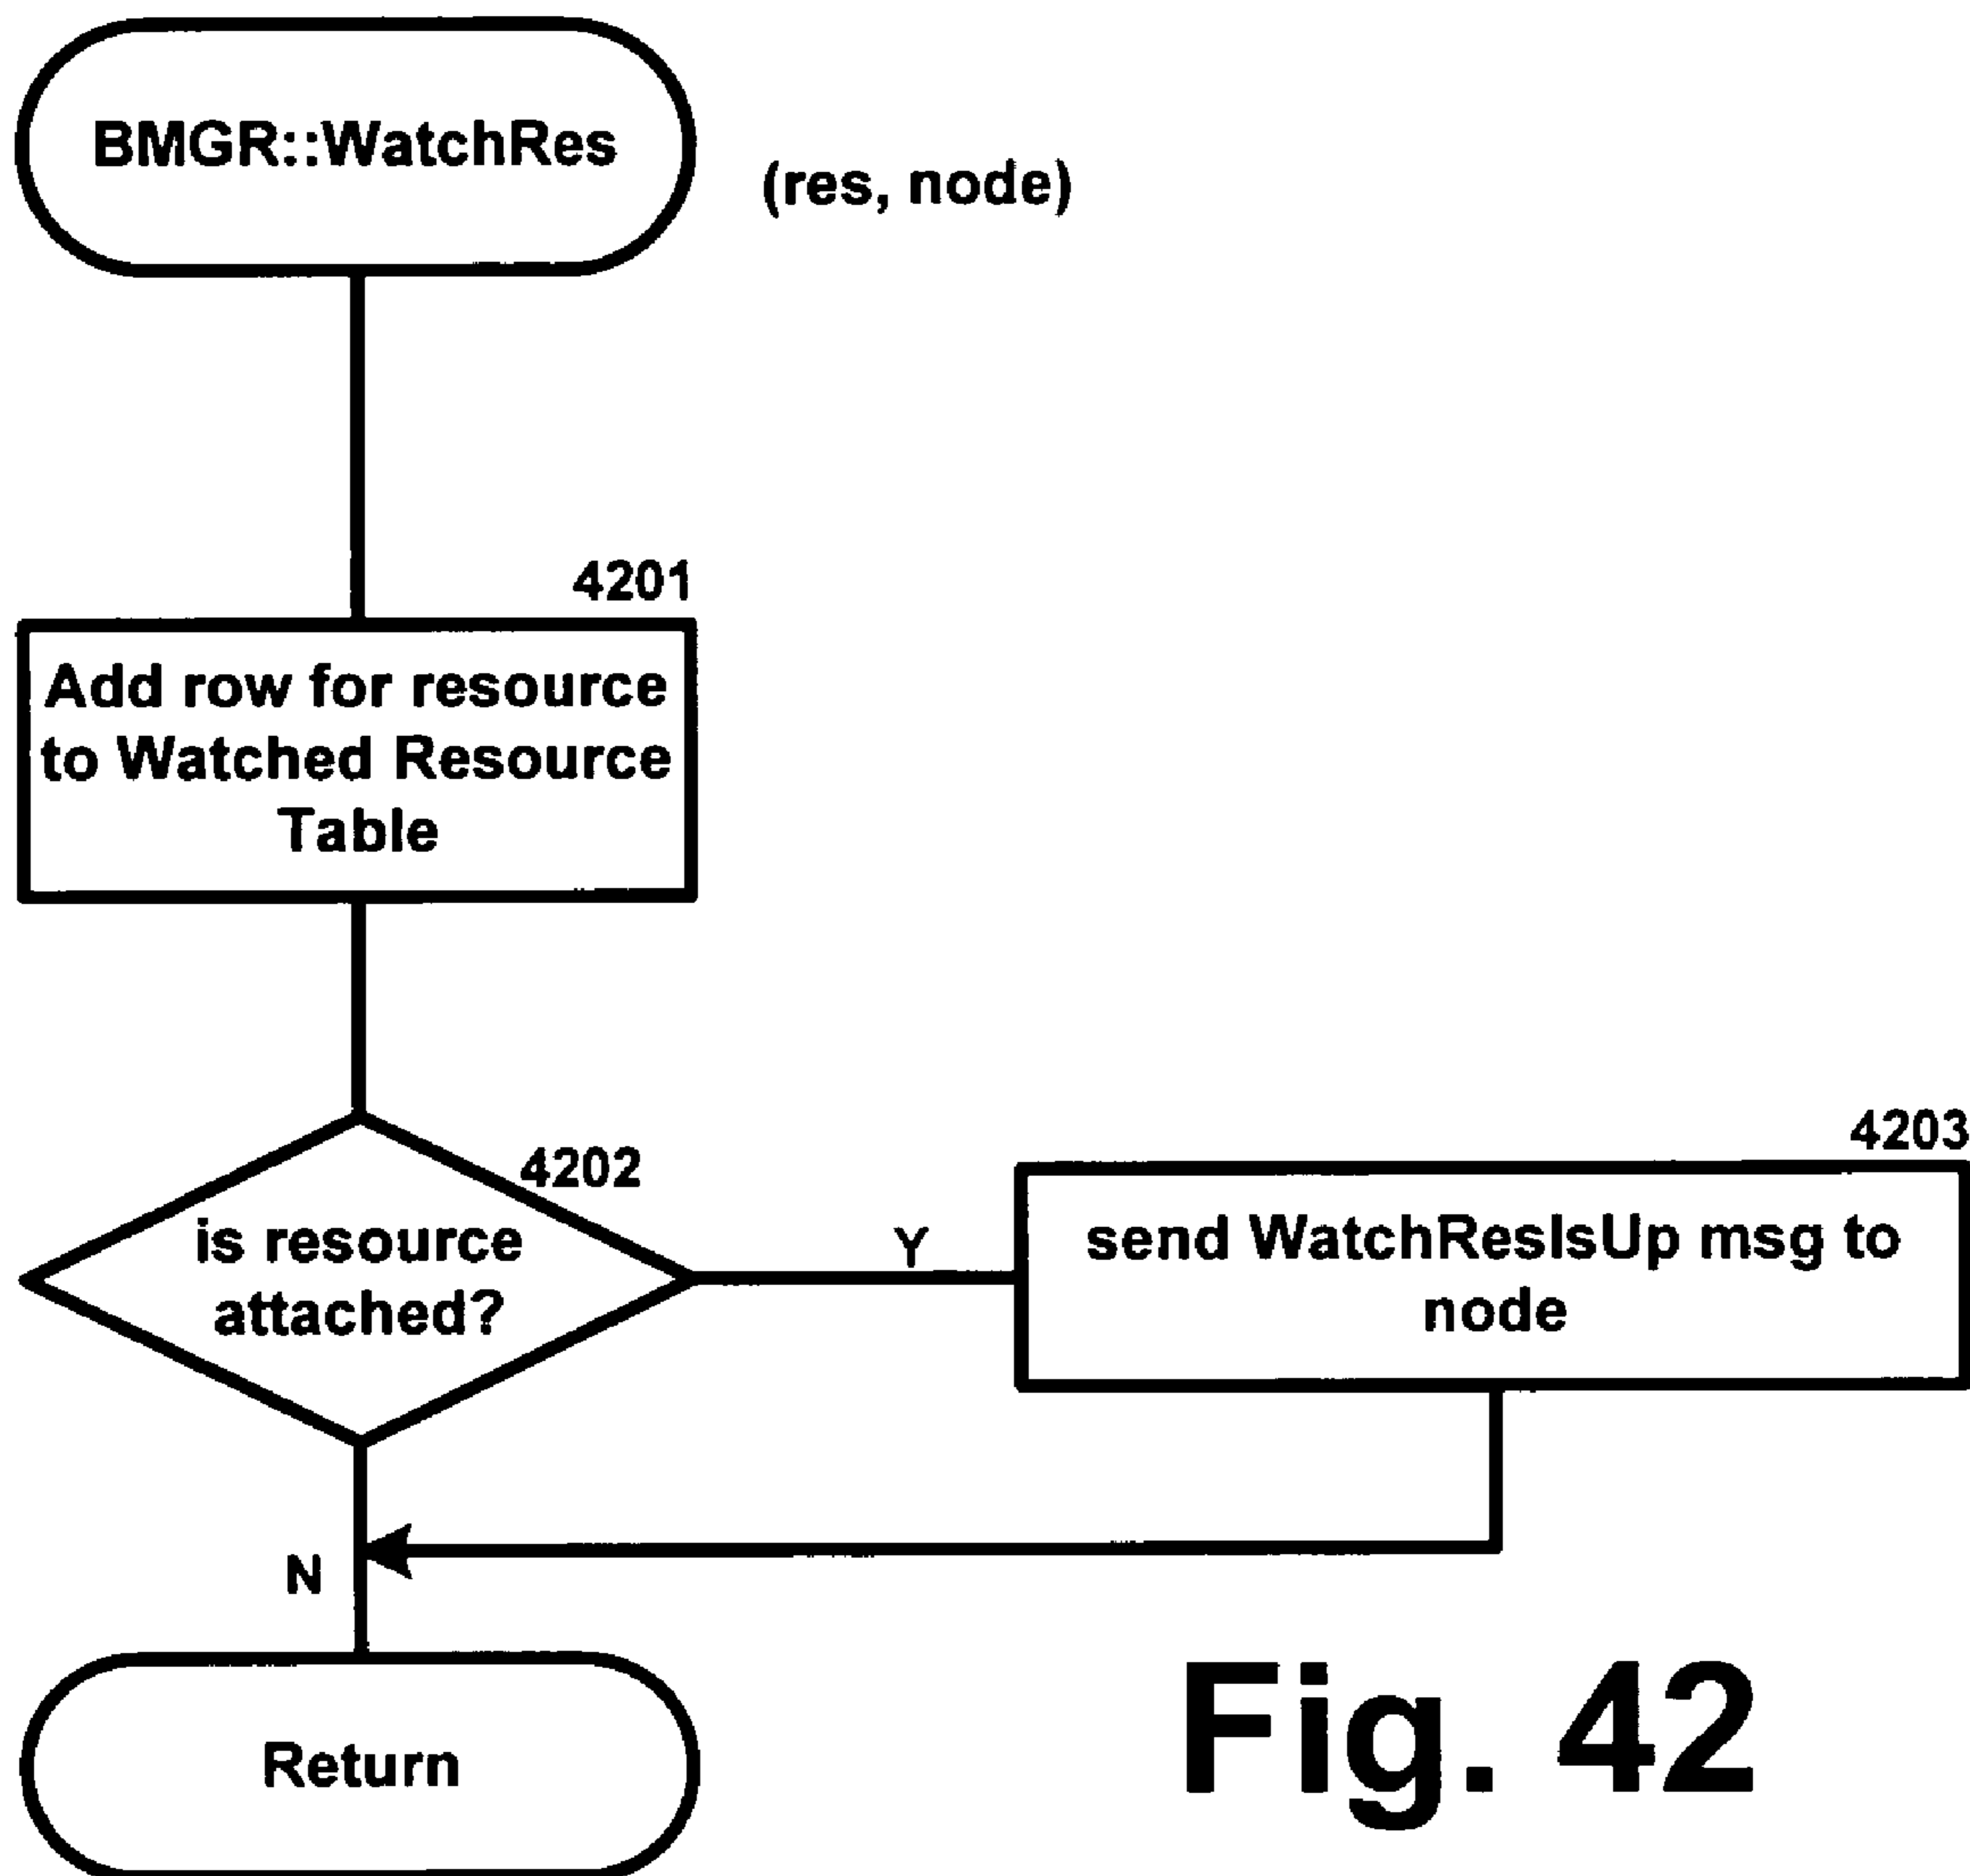 BMGR::WatchRes
(res, node)
4201
Add row for resource
to Watched Resource
Table
4202
is resource
attached?
Y
4203
send WatchResIsUp msg to
node
N
Return
Fig. 42